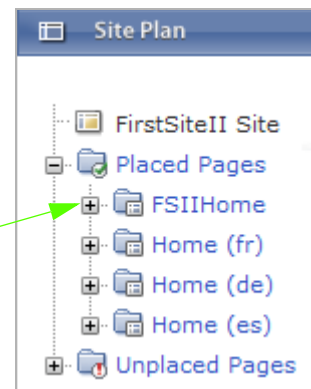 Site Plan
FirstSiteII Site
Placed Pages
FSIIHome
Home (fr)
Home (de)
Home (es)
Unplaced Pages